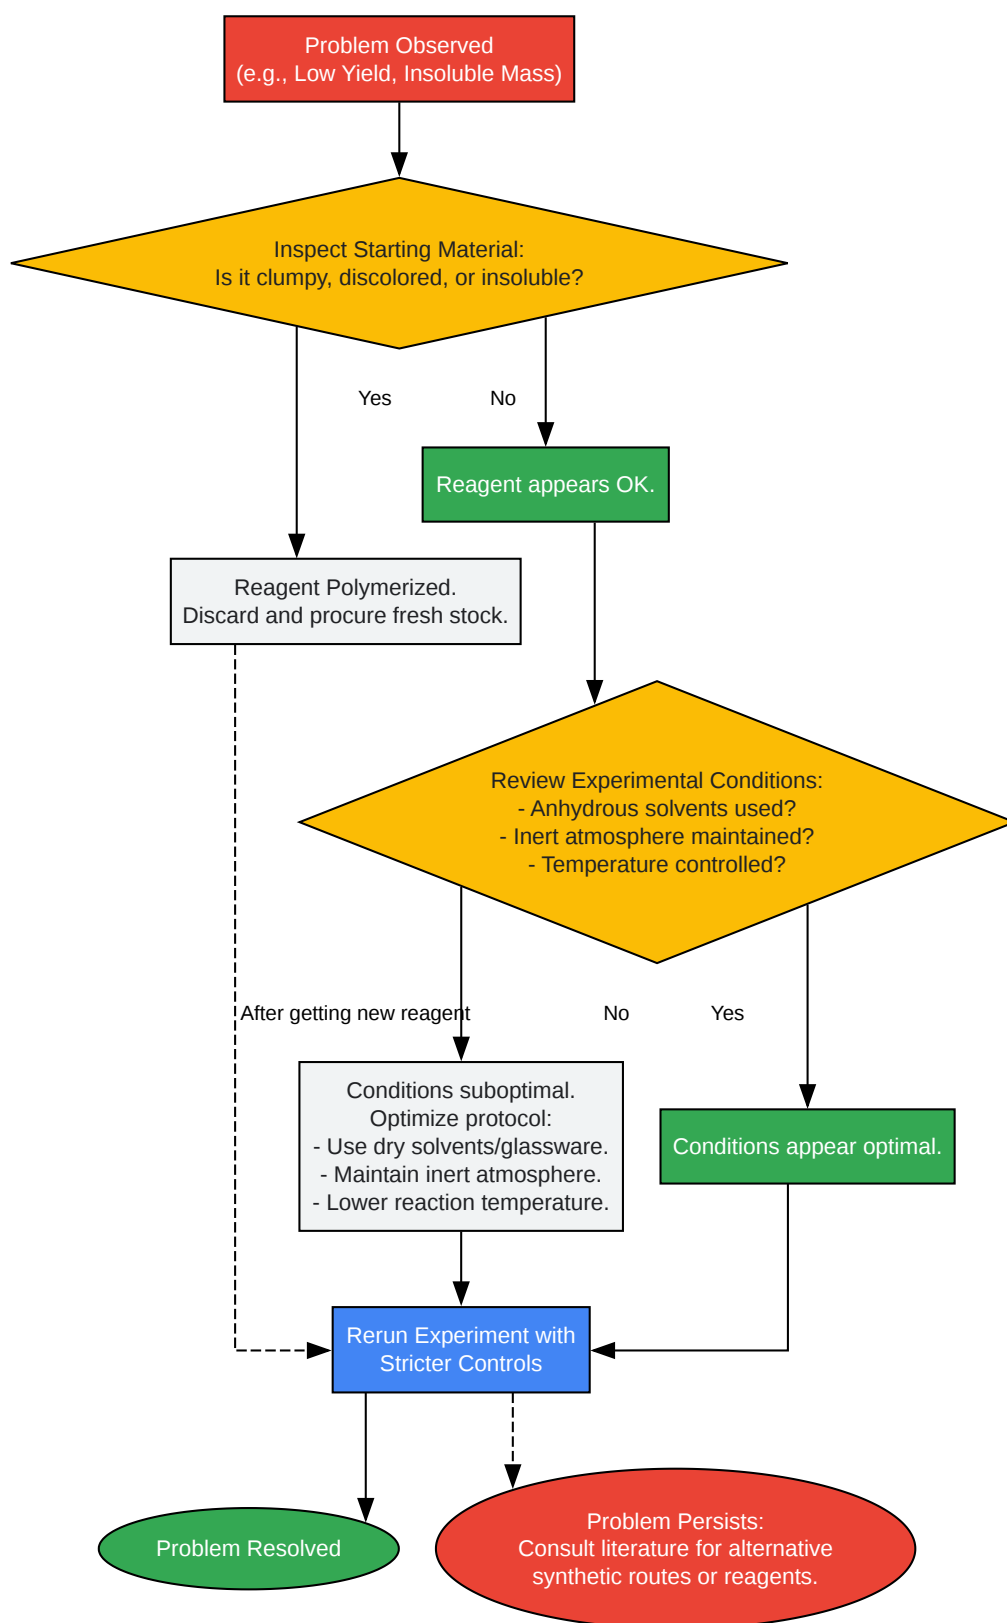 Problem Observed
(e.g., Low Yield, Insoluble Mass)
Inspect Starting Material:
Is it clumpy, discolored, or insoluble?
Yes
No
Reagent appears OK.
Reagent Polymerized.
Discard and procure fresh stock.
Review Experimental Conditions:
- Anhydrous solvents used?
- Inert atmosphere maintained?
- Temperature controlled?
After getting new reagent
No
Yes
Conditions suboptimal.
Optimize protocol:
- Use dry solvents/glassware.
- Maintain inert atmosphere.
- Lower reaction temperature.
Conditions appear optimal.
Rerun Experiment with
Stricter Controls
Problem Resolved
Problem Persists:
Consult literature for alternative
synthetic routes or reagents.